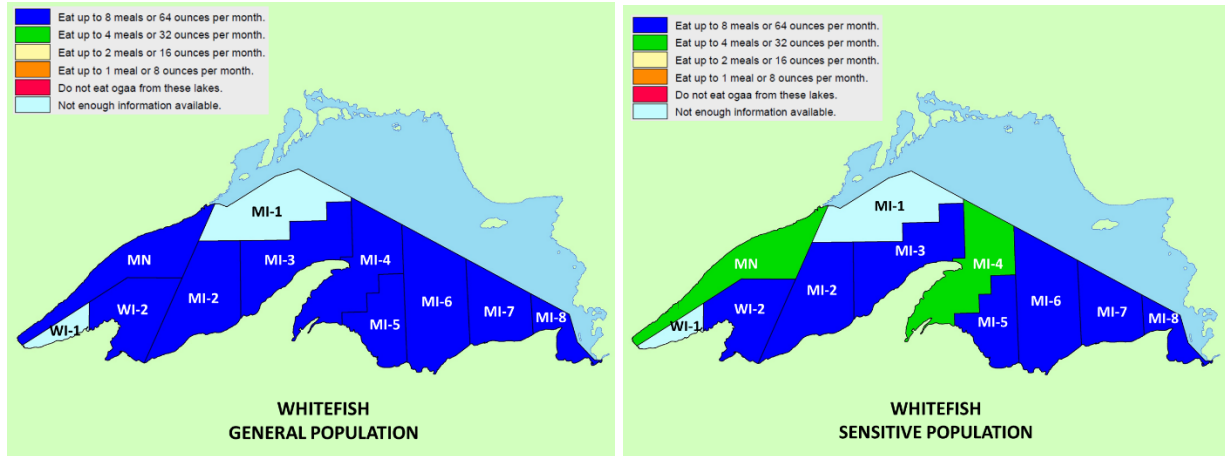 Eat up to 8 meals or 64 ounces per month.
Eat up to 4 meals or 32 ounces per month.
Eat up to 2 meals or 16 ounces per month.
Eat up to 1 meal or 8 ounces per month.
Do not eat ogaa from these lakes.
Not enough information available.
MI-1
MN
MI-3
MI-4
WI-2
MI-2
MI-6
MI-7
WI-1
MI-5
MI-8
WHITEFISH
GENERAL POPULATION
Eat up to 8 meals or 64 ounces per month.
Eat up to 4 meals or 32 ounces per month.
Eat up to 2 meals or 16 ounces per month.
Eat up to 1 meal or 8 ounces per month.
Do not eat ogaa from these lakes.
Not enough information available.
MI-1
MI-3
MN
MI-4
WI-2
MI-2
MI-6
MI-7
WI-1
MI-5
MI-8
WHITEFISH
SENSITIVE POPULATION